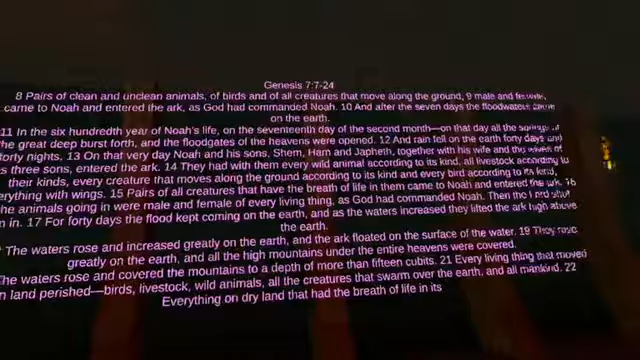 Genesis 7:7-24
8 Pairs of clean and unclean animals, of birds and of all creatures that move along the ground, 9 male and female,
came to Noah and entered the ark, as God had commanded Noah. 10 And after the seven days the floodwaters came
on the earth.
11 In the six hundredth year of Noah's life, on the seventeenth day of the second month—on that day all the springs of
the great deep burst forth, and the floodgates of the heavens were opened. 12 And rain fell on the earth forty days and
forty nights. 13 On that very day Noah and his sons, Shem, Ham and Japheth, together with his wife and the wives of
s three sons, entered the ark. 14 They had with them every wild animal according to its kind, all livestock according to
their kinds, every creature that moves along the ground according to its kind and every bird according to its kind,
erything with wings. 15 Pairs of all creatures that have the breath of life in them came to Noah and entered the ark. 16
he animals going in were male and female of every living thing, as God had commanded Noah. Then the Lord shut
m in. 17 For forty days the flood kept coming on the earth, and as the waters increased they lifted the ark high above
the earth.
The waters rose and increased greatly on the earth, and the ark floated on the surface of the water. 19 They rose
greatly on the earth, and all the high mountains under the entire heavens were covered.
The waters rose and covered the mountains to a depth of more than fifteen cubits. 21 Every living thing that moved
n land perished—birds, livestock, wild animals, all the creatures that swarm over the earth, and all mankind. 22
Everything on dry land that had the breath of life in its